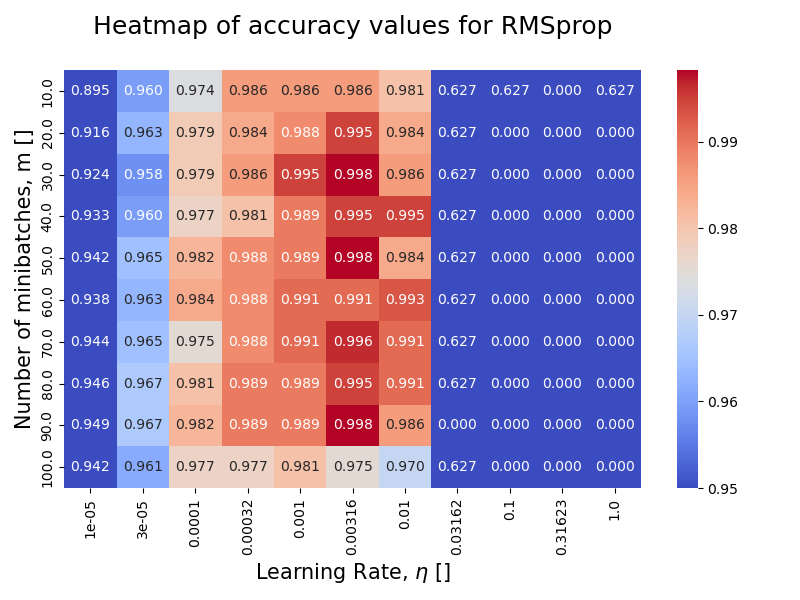 Heatmap of accuracy values for RMSprop
Number of minibatches, m []
10.0 0.895 0.960 0.974 0.986 0.986 0.986 0.981 0.627 0.627 0.000 0.627
20.0 0.916 0.963 0.979 0.984 0.988 0.995 0.984 0.627 0.000 0.000 0.000
30.0 0.924 0.958 0.979 0.986 0.995 0.998 0.986 0.627 0.000 0.000 0.000
40.0 0.933 0.960 0.977 0.981 0.989 0.995 0.995 0.627 0.000 0.000 0.000
50.0 0.942 0.965 0.982 0.988 0.989 0.998 0.984 0.627 0.000 0.000 0.000
60.0 0.938 0.963 0.984 0.988 0.991 0.991 0.993 0.627 0.000 0.000 0.000
70.0 0.944 0.965 0.975 0.988 0.991 0.996 0.991 0.627 0.000 0.000 0.000
80.0 0.946 0.967 0.981 0.989 0.989 0.995 0.991 0.627 0.000 0.000 0.000
90.0 0.949 0.967 0.982 0.989 0.989 0.998 0.986 0.000 0.000 0.000 0.000
100.0 0.942 0.961 0.977 0.977 0.981 0.975 0.970 0.627 0.000 0.000 0.000
1e-05 3e-05 0.0001 0.00032 0.001 0.00316 0.01 0.03162 0.1 0.31623 1.0
Learning Rate, η []
0.99
0.98
0.97
0.96
0.95